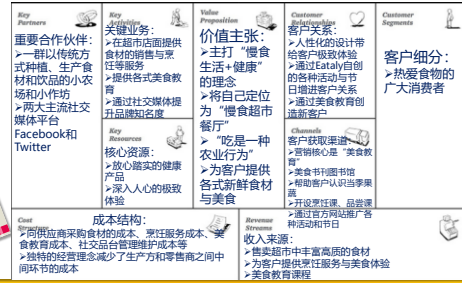 Key
Partners
重要合作伙伴：
➢一群以传统方
式种植、生产食
材和饮品的小农
场和小作坊
➢两大主流社交
媒体平台
Facebook和
Twitter
Key
Activities
关键业务：
➢在超市店面提供
食材的销售与烹
饪等服务
➢提供各式美食教
育
➢通过社交媒体提
升品牌知名度
Key
Resources
核心资源：
➢放心踏实的健康
产品
➢深入人心的极致
体验
Value
Proposition
价值主张：
➢主打“慢食
生活+健康”
的理念
➢将自己定位
为“慢食超市
餐厅”
➢“吃是一种
农业行为”
➢为客户提供
各式新鲜食材
与美食
Customer
Relationships
客户关系：
➢人性化的设计带
给客户极致体验
➢通过Eataly自创
的各种活动与节
日增进客户关系
➢通过美食教育创
造新客户
Channels
客户获取渠道：
➢营销核心是“美食教
育”
➢美食书刊图书馆
➢帮助客户认识当季果
蔬
➢开设烹饪课、品尝课
➢通过官方网站推广各
种活动和节日
Customer
Segments
客户细分：
➢热爱食物的
广大消费者
Cost
Structure
成本结构：
➢向供应商采购食材的成本、烹饪服务成本、美
食教育成本、社交品台管理维护成本等
➢独特的经营理念减少了生产方和零售商之间中
间环节的成本
Revenue
Streams
收入来源：
➢售卖超市中丰富高质的食材
➢为客户提供烹饪服务与美食体验
➢美食教育课程